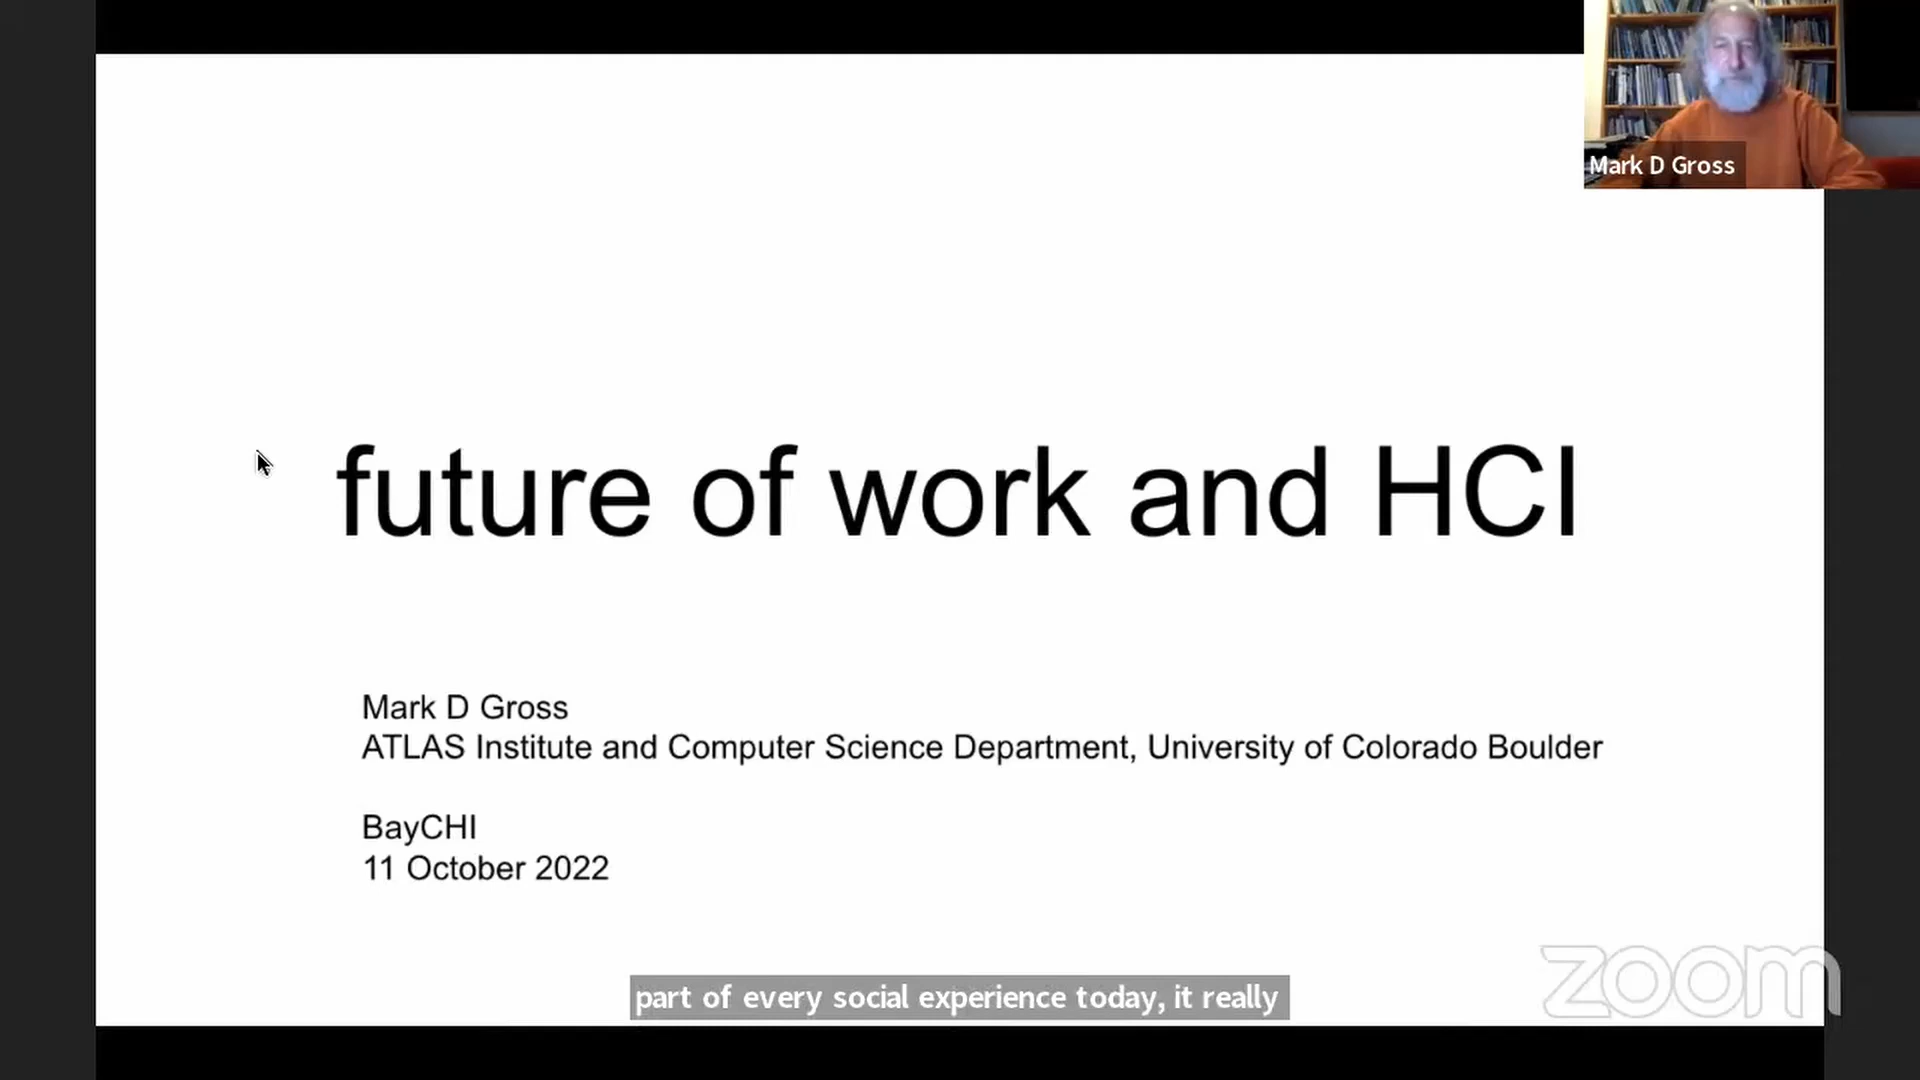 Mark D Gross
future of work and HCI
Mark D Gross
ATLAS Institute and Computer Science Department, University of Colorado Boulder
BayCHI
11 October 2022
part of every social experience today, it really
zoom